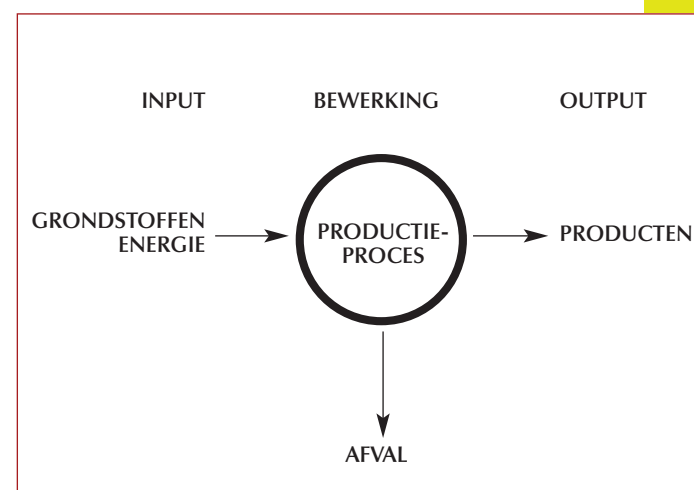 INPUT BEWERKING OUTPUT
GRONDSTOFFEN
ENERGIE
PRODUCTIE-
PROCES
PRODUCTEN
AFVAL